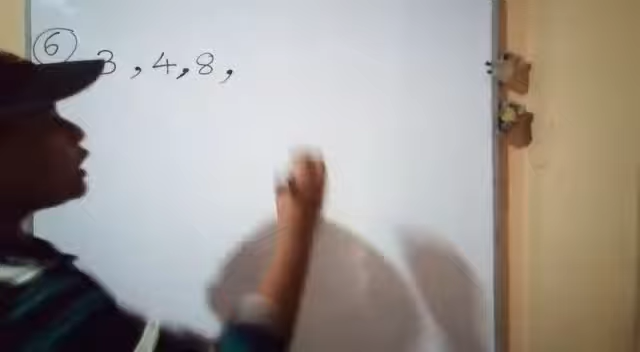 ⑥ 3, 4, 8,